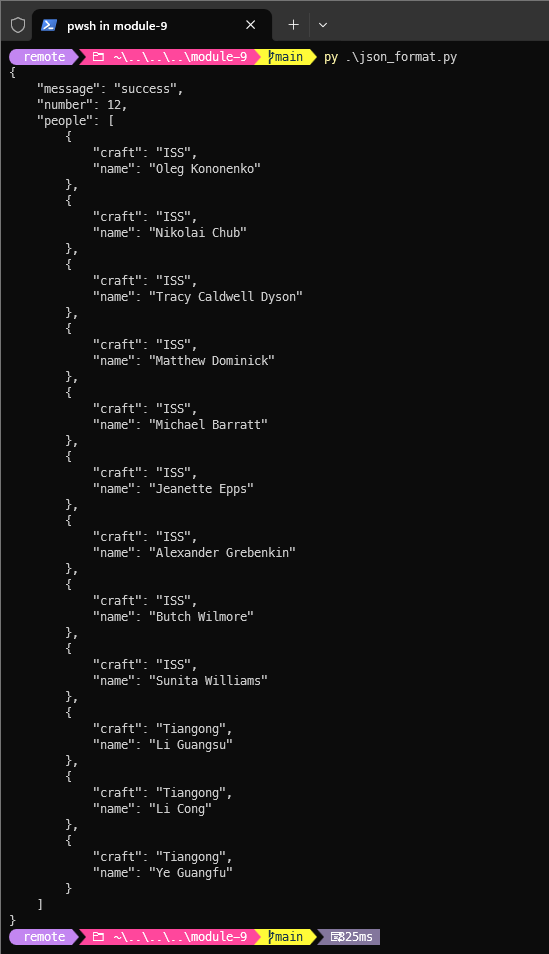 pwsh in module-9
remote ~\..\..\..\module-9 main py .\json_format.py
{
    "message": "success",
    "number": 12,
    "people": [
        {
            "craft": "ISS",
            "name": "Oleg Kononenko"
        },
        {
            "craft": "ISS",
            "name": "Nikolai Chub"
        },
        {
            "craft": "ISS",
            "name": "Tracy Caldwell Dyson"
        },
        {
            "craft": "ISS",
            "name": "Matthew Dominick"
        },
        {
            "craft": "ISS",
            "name": "Michael Barratt"
        },
        {
            "craft": "ISS",
            "name": "Jeanette Epps"
        },
        {
            "craft": "ISS",
            "name": "Alexander Grebenkin"
        },
        {
            "craft": "ISS",
            "name": "Butch Wilmore"
        },
        {
            "craft": "ISS",
            "name": "Sunita Williams"
        },
        {
            "craft": "Tiangong",
            "name": "Li Guangsu"
        },
        {
            "craft": "Tiangong",
            "name": "Li Cong"
        },
        {
            "craft": "Tiangong",
            "name": "Ye Guangfu"
        }
    ]
}
remote ~\..\..\..\module-9 main 825ms